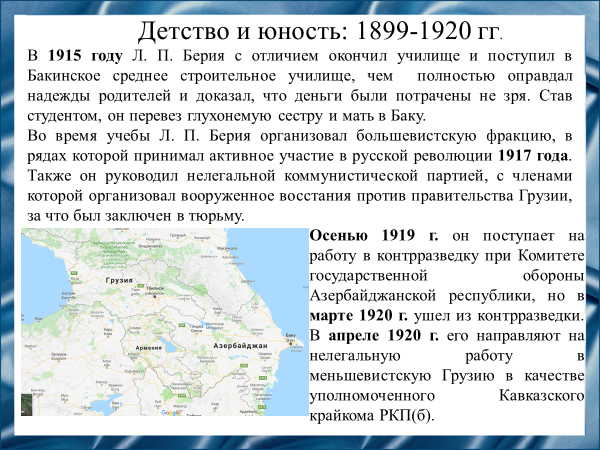 Детство и юность: 1899-1920 гг.
В 1915 году Л. П. Берия с отличием окончил училище и поступил в
Бакинское среднее строительное училище, чем полностью оправдал
надежды родителей и доказал, что деньги были потрачены не зря. Став
студентом, он перевез глухонемую сестру и мать в Баку.
Во время учебы Л. П. Берия организовал большевистскую фракцию, в
рядах которой принимал активное участие в русской революции 1917 года.
Также он руководил нелегальной коммунистической партией, с членами
которой организовал вооруженное восстания против правительства Грузии,
за что был заключен в тюрьму.
Осенью 1919 г. он поступает на
работу в контрразведку при Комитете
государственной обороны
Азербайджанской республики, но в
марте 1920 г. ушел из контрразведки.
В апреле 1920 г. его направляют на
нелегальную работу в
меньшевистскую Грузию в качестве
уполномоченного Кавказского
крайкома РКП(б).
Грузия
Тбилиси
Армения
Азербайджан
Баку
Google